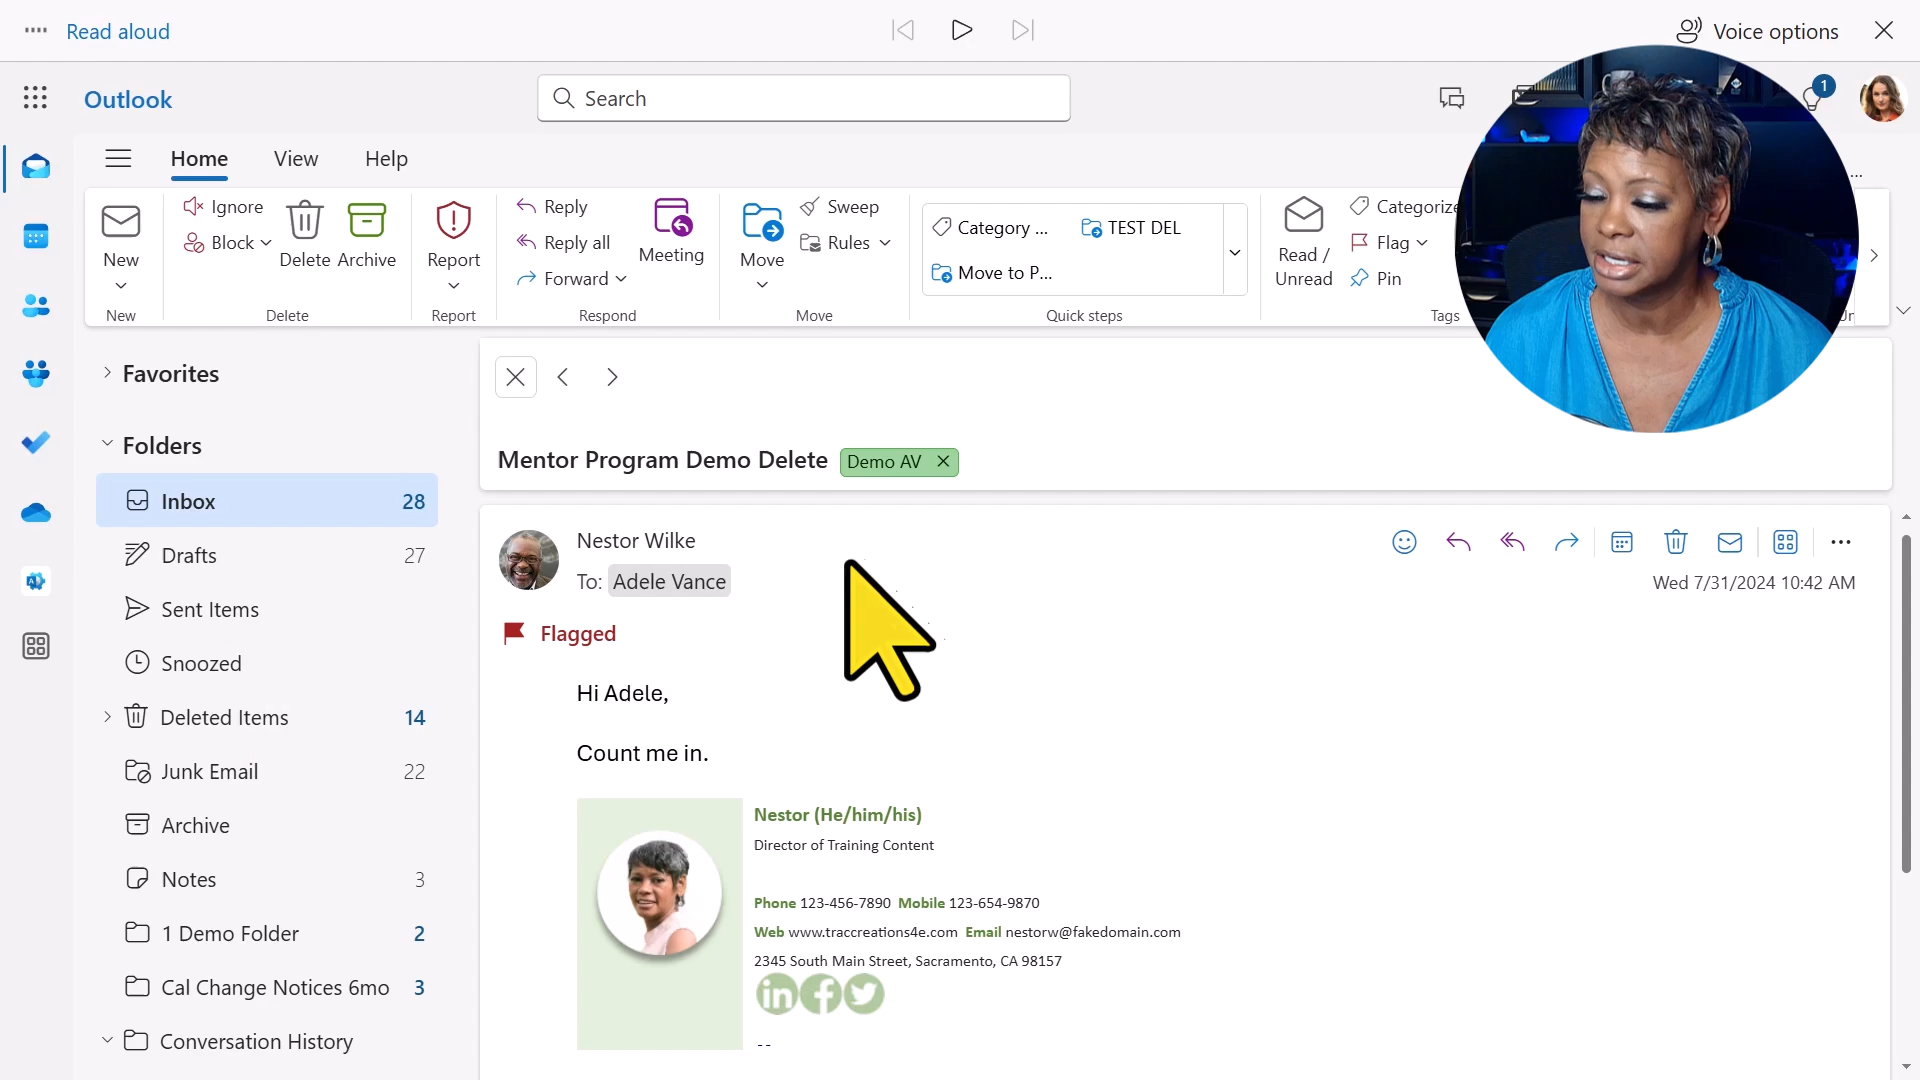 Read aloud
Voice options
Outlook
Search
1
Home View Help
New
New
Ignore
Block
Delete Archive
Delete
Report
Report
Reply
Reply all
Forward
Meeting
Respond
Move
Sweep
Rules
Move
Category ...
TEST DEL
Move to P...
Quick steps
Read /
Unread
Categorize
Flag
Pin
Tags
...
Favorites
Folders
Inbox 28
Drafts 27
Sent Items
Snoozed
Deleted Items 14
Junk Email 22
Archive
Notes 3
1 Demo Folder 2
Cal Change Notices 6mo 3
Conversation History
Mentor Program Demo Delete Demo AV
Nestor Wilke
To: Adele Vance
Wed 7/31/2024 10:42 AM
Flagged
Hi Adele,
Count me in.
Nestor (He/him/his)
Director of Training Content
Phone 123-456-7890 Mobile 123-654-9870
Web www.traccreations4e.com Email nestorw@fakedomain.com
2345 South Main Street, Sacramento, CA 98157
in f
--